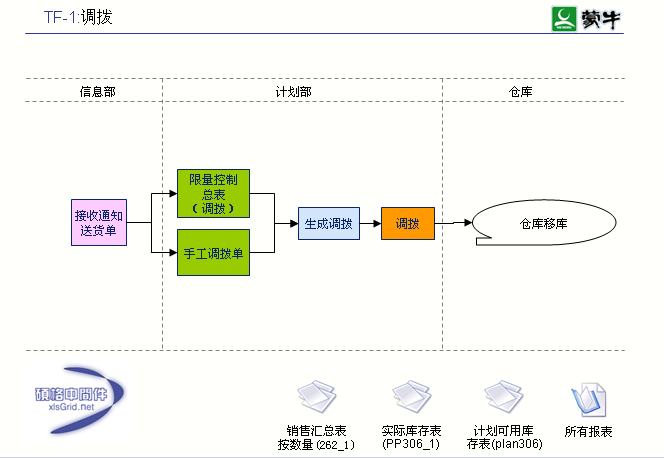 TF-1:调拨
蒙牛
信息部
计划部
仓库
限量控制
总表
（调拨）
接收通知
送货单
手工调拨单
生成调拨
调拨
仓库移库
碩格中間件
xlsGrid.net
销售汇总表
按数量(262_1)
实际库存表
(PP306_1)
计划可用库
存表(plan306)
所有报表